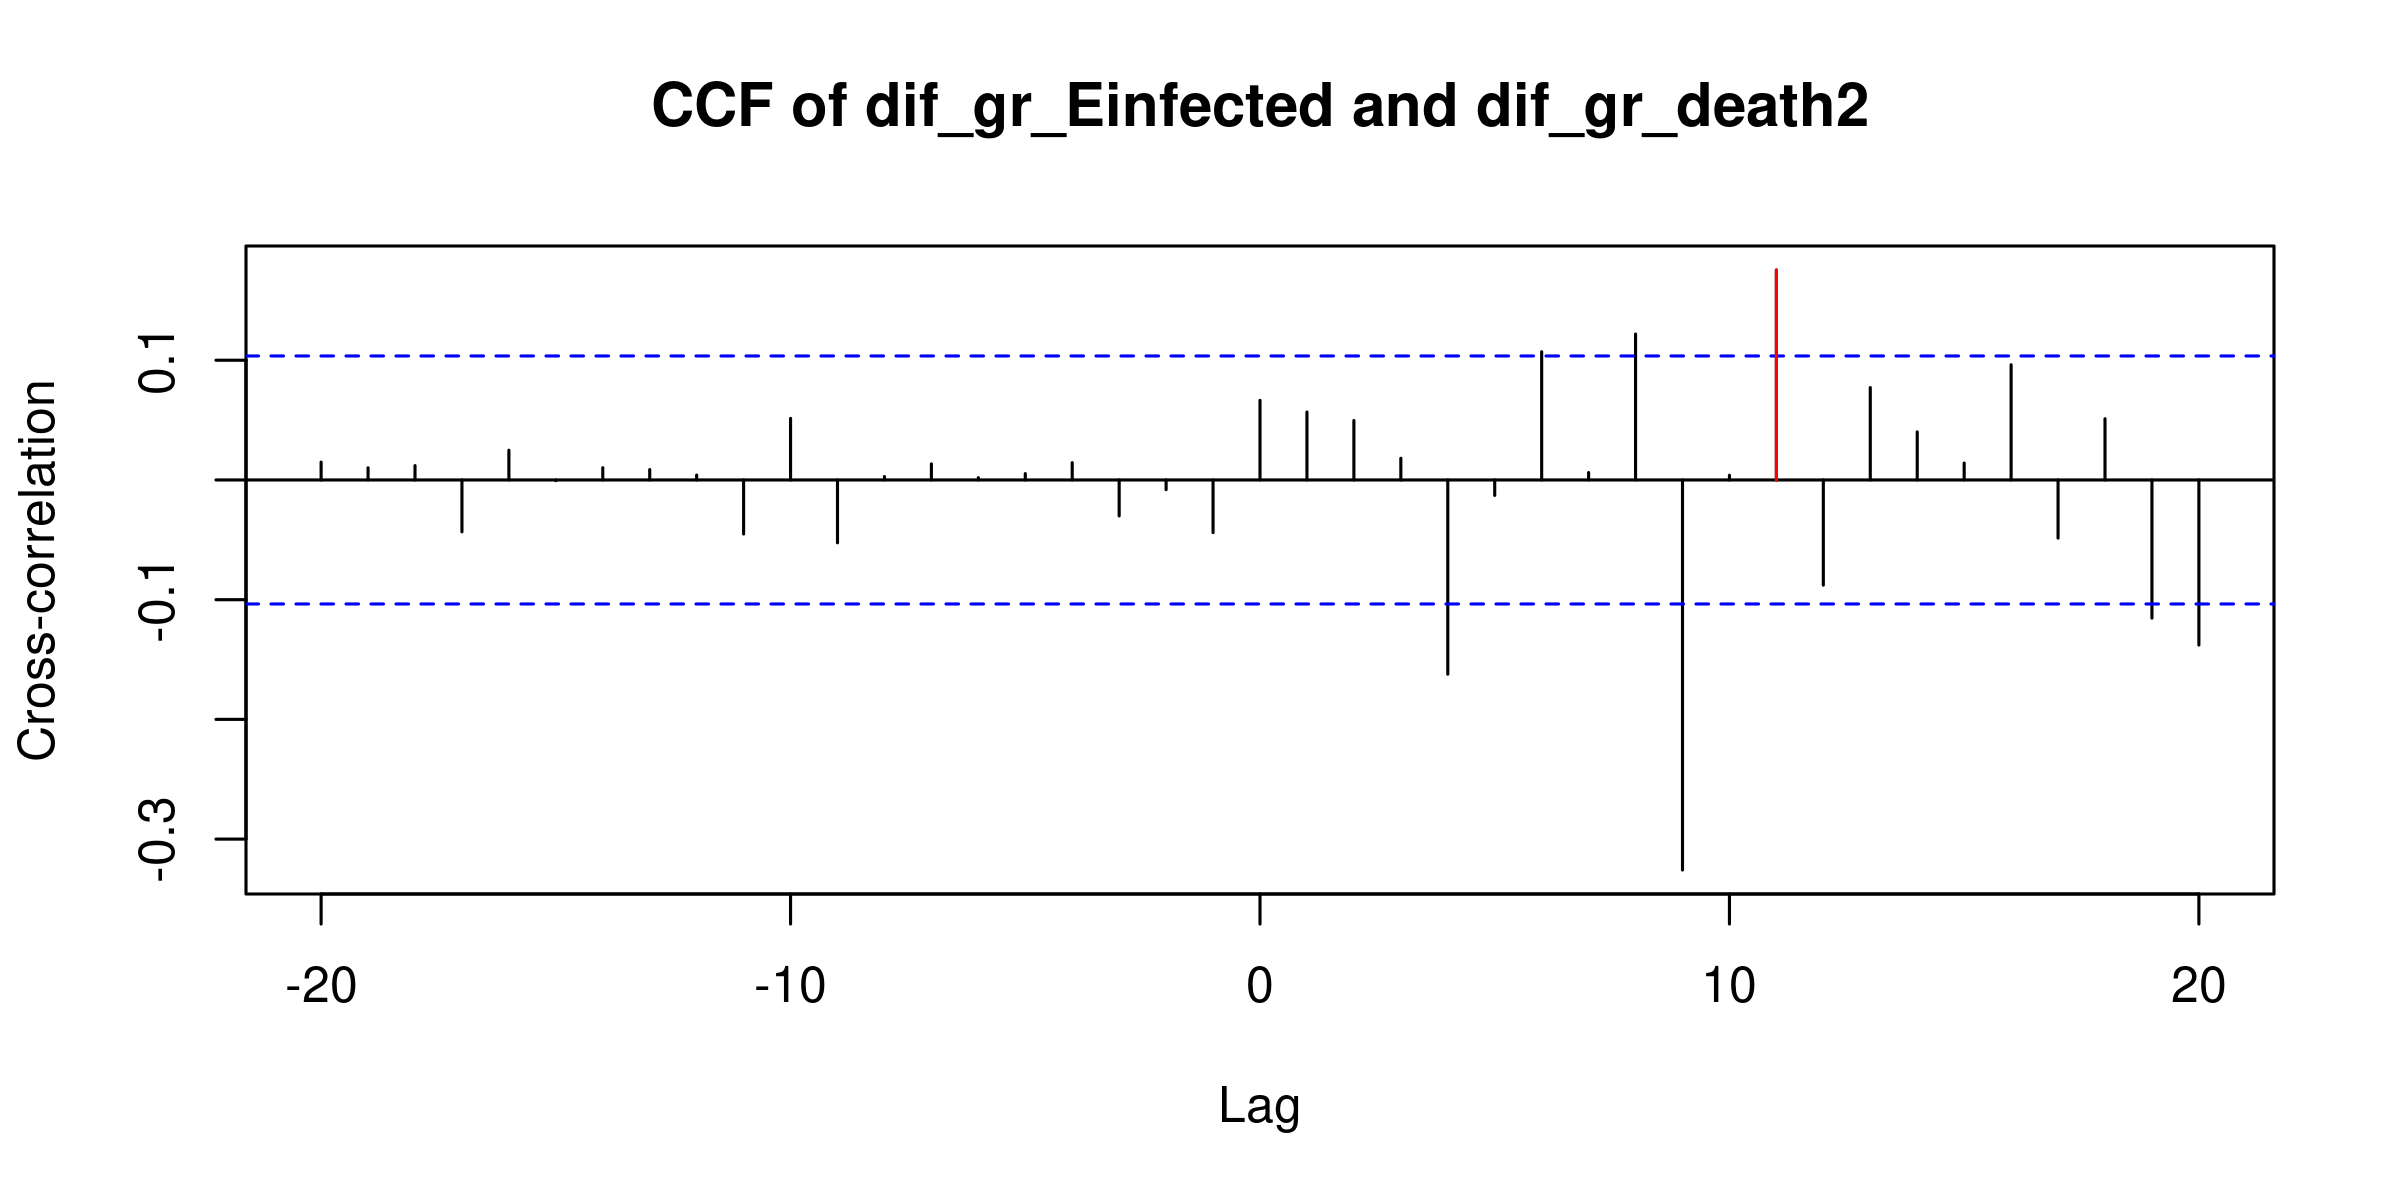 CCF of dif_gr_Einfected and dif_gr_death2
Cross-correlation
0.1
-0.1
-0.3
-20 -10 0 10 20
Lag